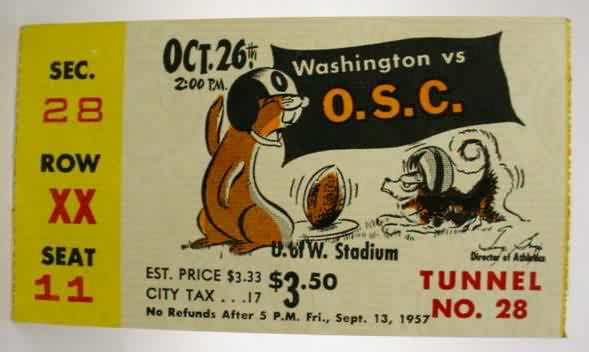 SEC.
28
ROW
XX
SEAT
11
OCT. 26th
2:00 P.M.
O
Washington vs
O.S.C.
U. of W. Stadium
Director of Athletics
EST. PRICE $3.33
CITY TAX . . .17
$3.50
No Refunds After 5 P.M. Fri., Sept. 13, 1957
TUNNEL
NO. 28